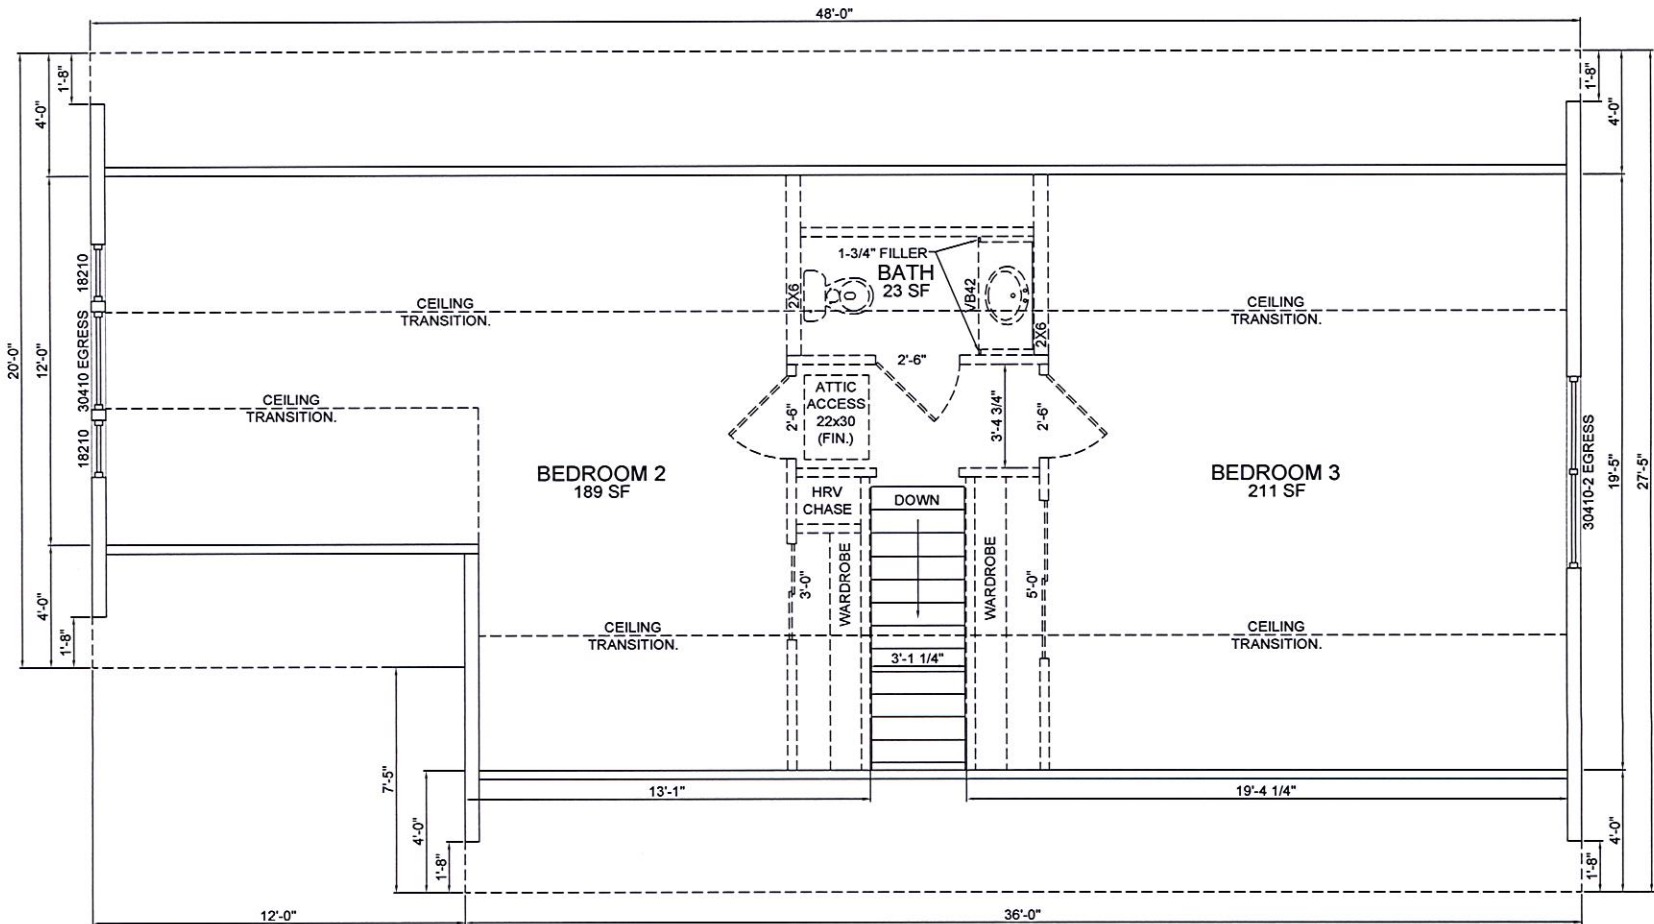 48'-0"
1'-8"
4'-0"
1'-8"
4'-0"
1-3/4" FILLER
BATH
23 SF
2X6
VB42
2X6
18210
CEILING
TRANSITION.
CEILING
TRANSITION.
20'-0"
12'-0"
30410 EGRESS
2'-6"
CEILING
TRANSITION.
ATTIC
ACCESS
22x30
(FIN.)
2'-6"
3'-4 3/4"
2'-6"
18210
BEDROOM 2
189 SF
BEDROOM 3
211 SF
30410-2 EGRESS
19'-5"
27'-5"
HRV
CHASE
DOWN
3'-0"
WARDROBE
WARDROBE
5'-0"
4'-0"
1'-8"
CEILING
TRANSITION.
CEILING
TRANSITION.
3'-1 1/4"
7'-5"
13'-1"
19'-4 1/4"
4'-0"
1'-8"
4'-0"
1'-8"
12'-0"
36'-0"